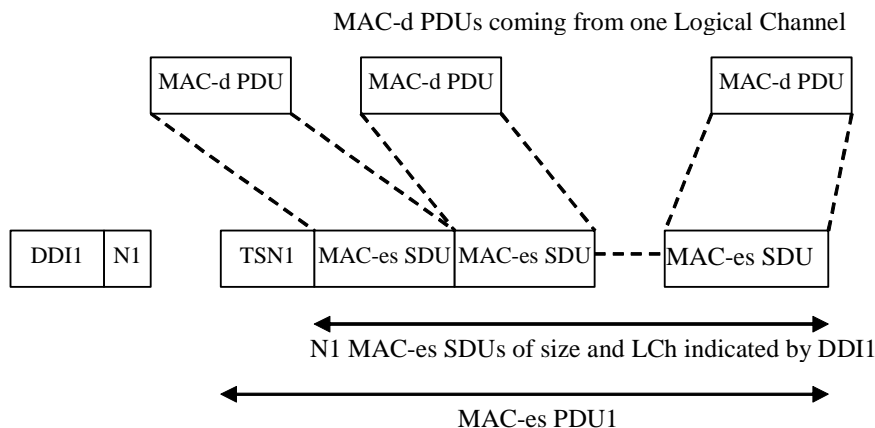 MAC-d PDUs coming from one Logical Channel
MAC-d PDU MAC-d PDU MAC-d PDU
DDI1 N1 TSN1 MAC-es SDU MAC-es SDU MAC-es SDU
N1 MAC-es SDUs of size and LCh indicated by DDI1
MAC-es PDU1